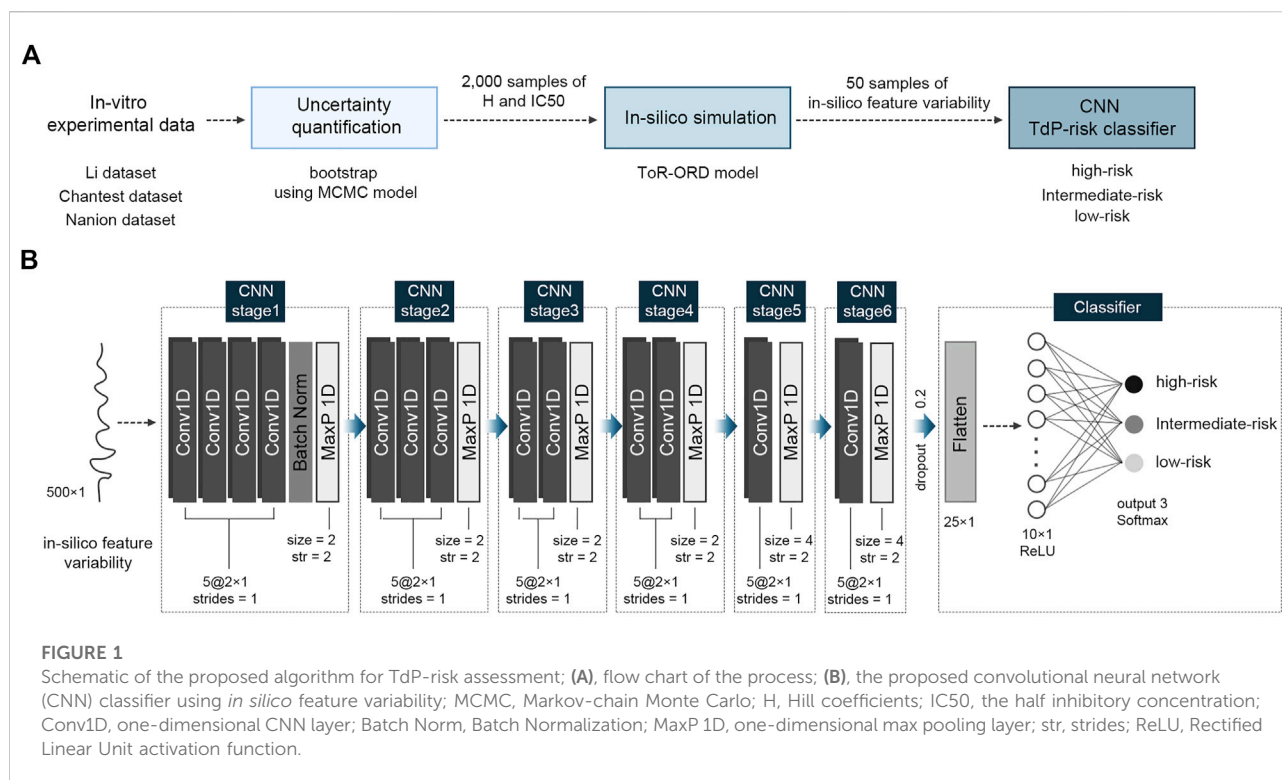 A
In-vitro
experimental data
Li dataset
Chantest dataset
Nanion dataset
Uncertainty
quantification
bootstrap
using MCMC model
2,000 samples of
H and IC50
In-silico simulation
ToR-ORD model
50 samples of
in-silico feature variability
CNN
TdP-risk classifier
high-risk
Intermediate-risk
low-risk
B
500×1
in-silico feature
variability
CNN
stage1
Conv1D
Conv1D
Conv1D
Conv1D
Batch Norm
MaxP 1D
size = 2
str = 2
5@2×1
strides = 1
CNN
stage2
Conv1D
Conv1D
Conv1D
MaxP 1D
size = 2
str = 2
5@2×1
strides = 1
CNN
stage3
Conv1D
Conv1D
MaxP 1D
size = 2
str = 2
5@2×1
strides = 1
CNN
stage4
Conv1D
Conv1D
MaxP 1D
size = 2
str = 2
5@2×1
strides = 1
CNN
stage5
Conv1D
MaxP 1D
size = 4
str = 2
5@2×1
strides = 1
CNN
stage6
Conv1D
MaxP 1D
size = 4
str = 2
5@2×1
strides = 1
dropout 0.2
Classifier
Flatten
25×1
10×1
ReLU
high-risk
Intermediate-risk
low-risk
output 3
Softmax
FIGURE 1
Schematic of the proposed algorithm for TdP-risk assessment; (A), flow chart of the process; (B), the proposed convolutional neural network
(CNN) classifier using in silico feature variability; MCMC, Markov-chain Monte Carlo; H, Hill coefficients; IC50, the half inhibitory concentration;
Conv1D, one-dimensional CNN layer; Batch Norm, Batch Normalization; MaxP 1D, one-dimensional max pooling layer; str, strides; ReLU, Rectified
Linear Unit activation function.